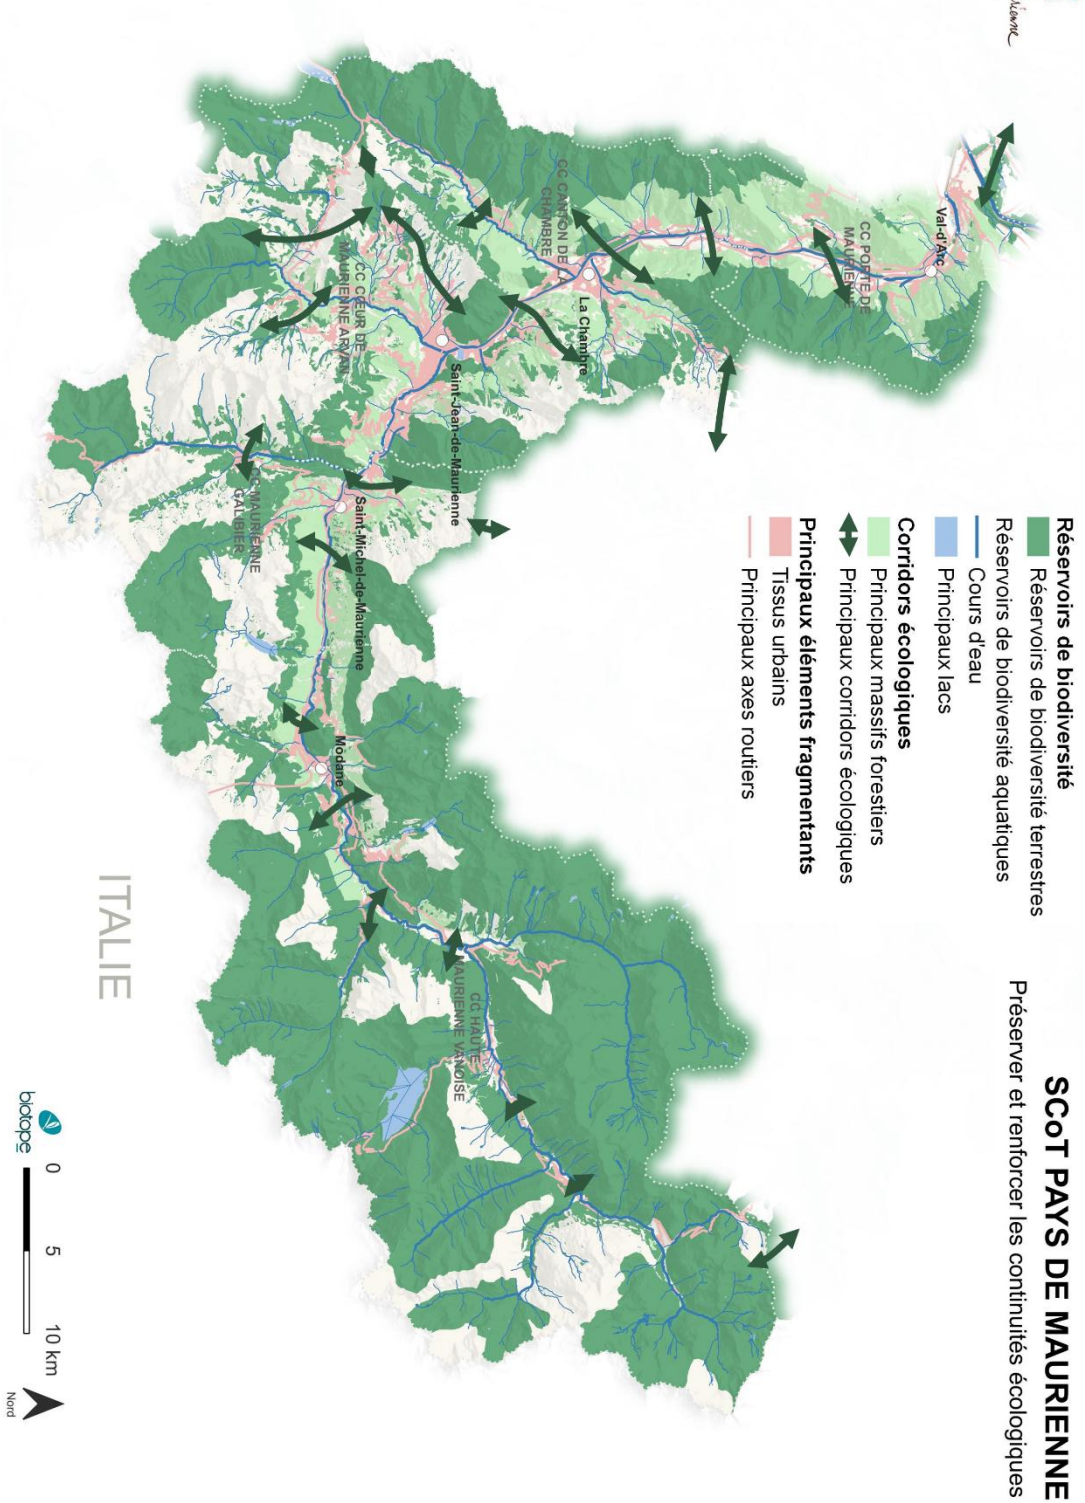 rienne
SCoT PAYS DE MAURIENNE
Préserver et renforcer les continuités écologiques
Réservoirs de biodiversité
Réservoirs de biodiversité terrestres
Réservoirs de biodiversité aquatiques
Cours d'eau
Principaux lacs
Corridors écologiques
Principaux massifs forestiers
Principaux corridors écologiques
Principaux éléments fragmentants
Tissus urbains
Principaux axes routiers
Val-d'Arc
CC PORTE DE
MAURIENNE
CC CANTON DE LA
CHAMBRE
La Chambre
CC CŒUR DE
MAURIENNE ARVAN
Saint-Jean-de-Maurienne
Saint-Michel-de-Maurienne
CC MAURIENNE
GALIBIER
Modane
CC HAUTE
MAURIENNE VANOISE
ITALIE
biotope
0 5 10 km
Nord